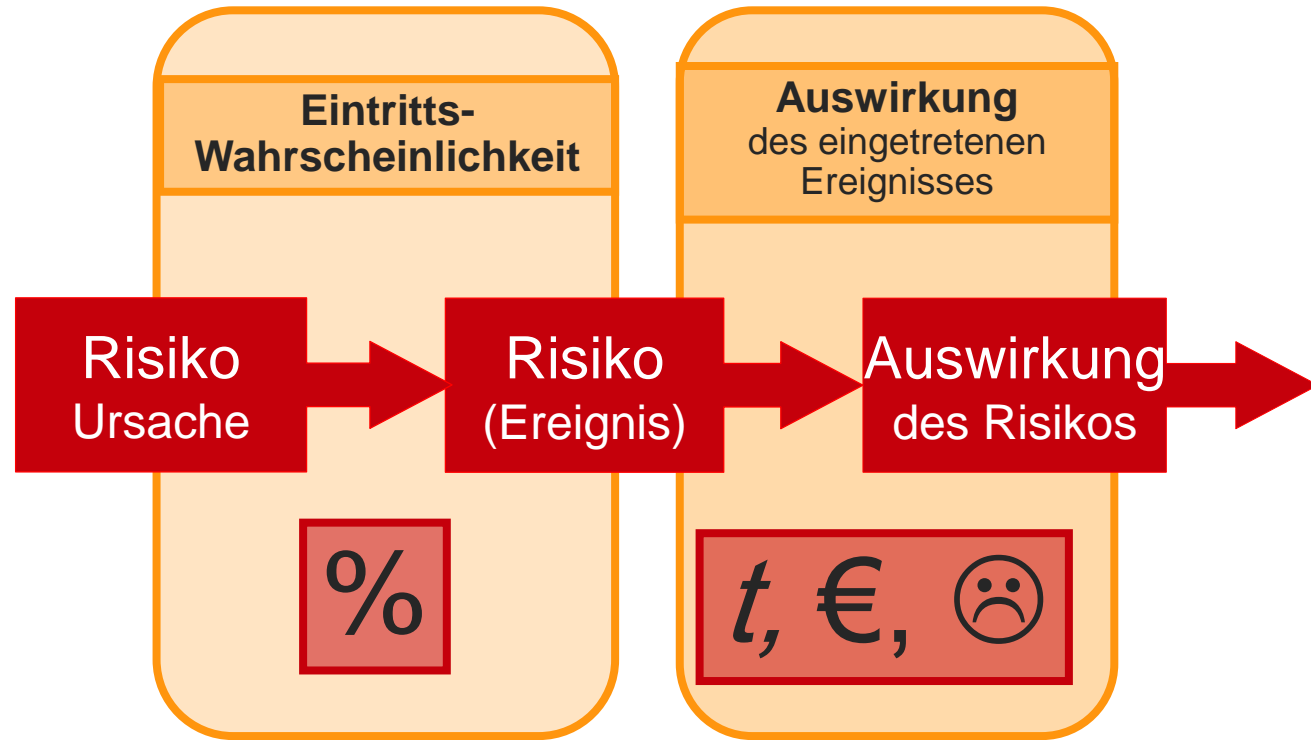 Eintritts-
Wahrscheinlichkeit
Auswirkung
des eingetretenen
Ereignisses
Risiko
Ursache
Risiko
(Ereignis)
Auswirkung
des Risikos
%
t, €, ☹